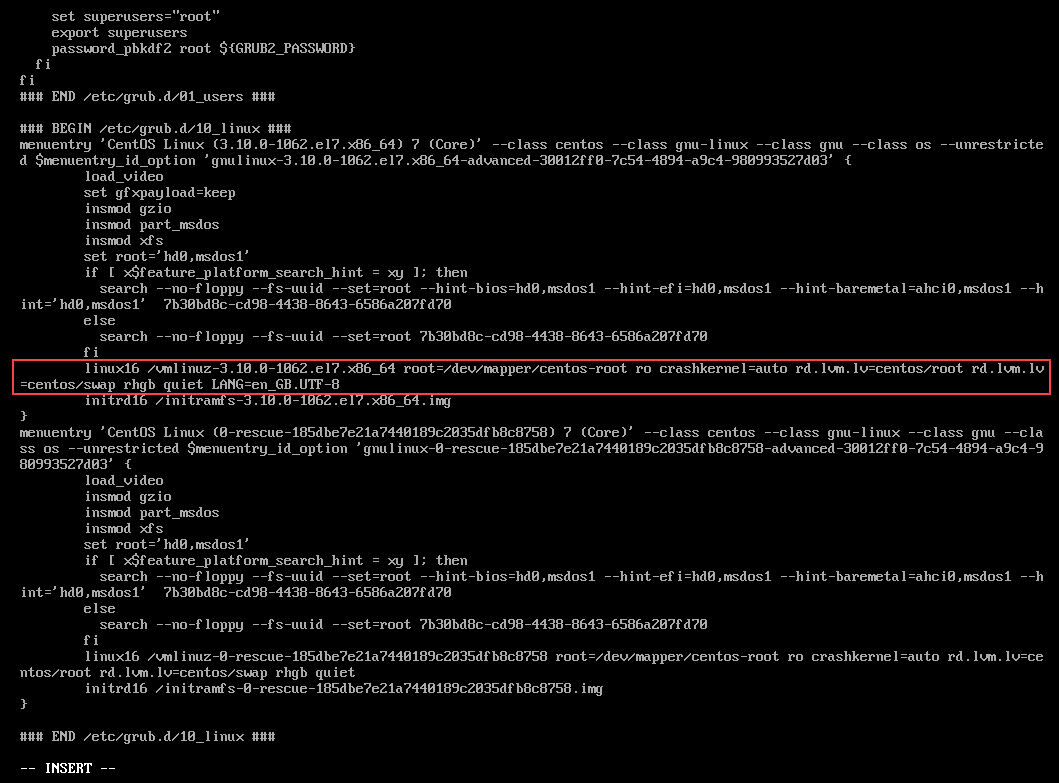 set superusers="root"
export superusers
password_pbkdf2 root ${GRUB2_PASSWORD}
fi
fi
### END /etc/grub.d/01_users ###
### BEGIN /etc/grub.d/10_linux ###
menuentry 'CentOS Linux (3.10.0-1062.el7.x86_64) 7 (Core)' --class centos --class gnu-linux --class gnu --class os --unrestricte
d $menuentry_id_option 'gnulinux-3.10.0-1062.el7.x86_64-advanced-30012ff0-7c54-4894-a9c4-980993527d03' {
load_video
set gfxpayload=keep
insmod gzio
insmod part_msdos
insmod xfs
set root='hd0,msdos1'
if [ x$feature_platform_search_hint = xy ]; then
search --no-floppy --fs-uuid --set=root --hint-bios=hd0,msdos1 --hint-efi=hd0,msdos1 --hint-baremetal=ahci0,msdos1 --h
int='hd0,msdos1'  7b30bd8c-cd98-4438-8643-6586a207fd70
else
search --no-floppy --fs-uuid --set=root 7b30bd8c-cd98-4438-8643-6586a207fd70
fi
linux16 /vmlinuz-3.10.0-1062.el7.x86_64 root=/dev/mapper/centos-root ro crashkernel=auto rd.lvm.lv=centos/root rd.lvm.lv
=centos/swap rhgb quiet LANG=en_GB.UTF-8
initrd16 /initramfs-3.10.0-1062.el7.x86_64.img
}
menuentry 'CentOS Linux (0-rescue-185dbe7e21a7440189c2035dfb8c8758) 7 (Core)' --class centos --class gnu-linux --class gnu --cla
ss os --unrestricted $menuentry_id_option 'gnulinux-0-rescue-185dbe7e21a7440189c2035dfb8c8758-advanced-30012ff0-7c54-4894-a9c4-9
80993527d03' {
load_video
insmod gzio
insmod part_msdos
insmod xfs
set root='hd0,msdos1'
if [ x$feature_platform_search_hint = xy ]; then
search --no-floppy --fs-uuid --set=root --hint-bios=hd0,msdos1 --hint-efi=hd0,msdos1 --hint-baremetal=ahci0,msdos1 --h
int='hd0,msdos1'  7b30bd8c-cd98-4438-8643-6586a207fd70
else
search --no-floppy --fs-uuid --set=root 7b30bd8c-cd98-4438-8643-6586a207fd70
fi
linux16 /vmlinuz-0-rescue-185dbe7e21a7440189c2035dfb8c8758 root=/dev/mapper/centos-root ro crashkernel=auto rd.lvm.lv=ce
ntos/root rd.lvm.lv=centos/swap rhgb quiet
initrd16 /initramfs-0-rescue-185dbe7e21a7440189c2035dfb8c8758.img
}
### END /etc/grub.d/10_linux ###
-- INSERT --